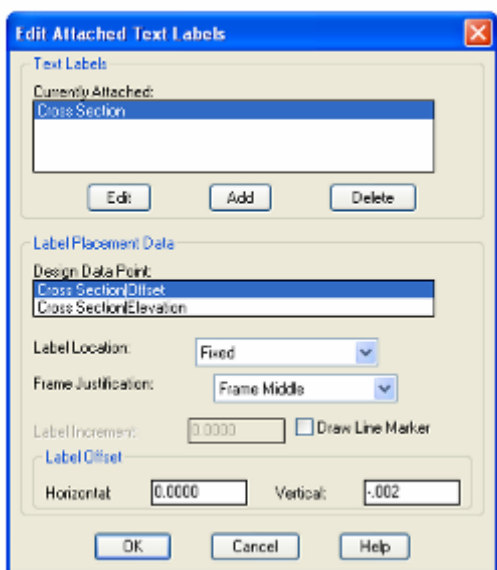 Edit Attached Text Labels
Text Labels
Currently Attached:
Cross Section
Edit Add Delete
Label Placement Data
Design Data Point:
Cross Section|Offset
Cross Section|Elevation
Label Location: Fixed
Frame Justification: Frame Middle
Label Increment: 0.0000 Draw Line Marker
Label Offset
Horizontal: 0.0000 Vertical: -.002
OK Cancel Help